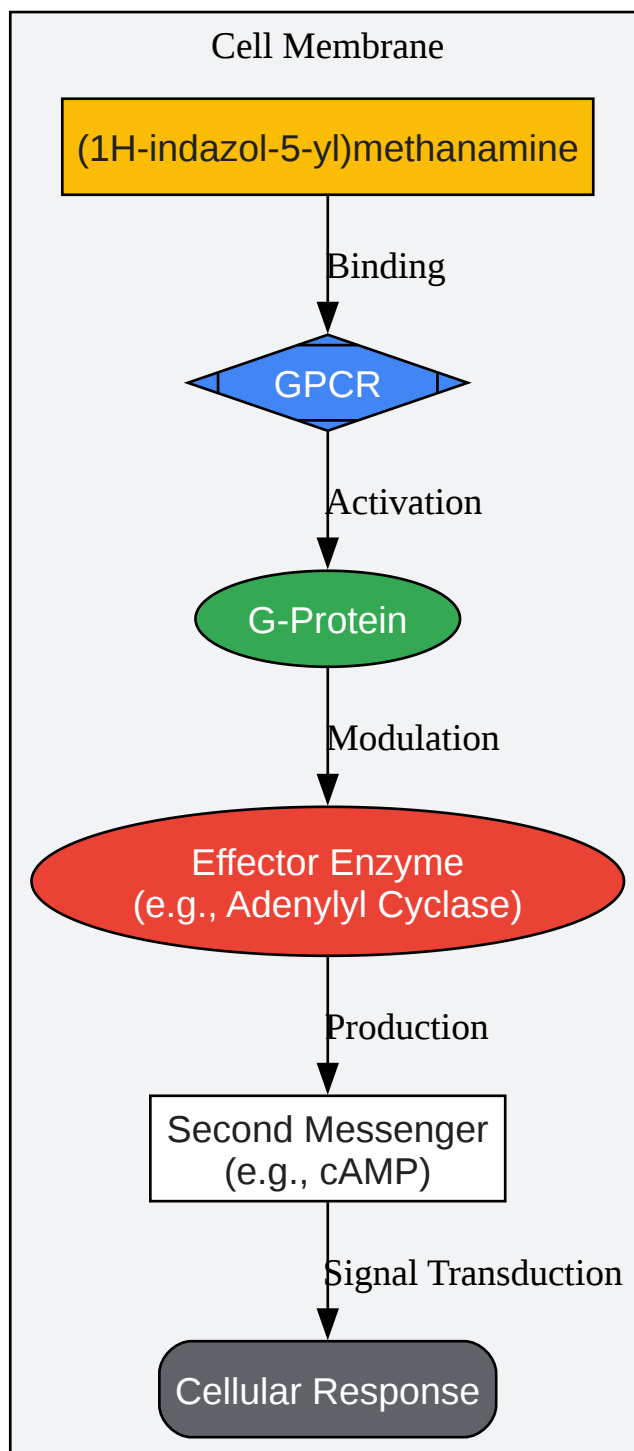 Cell Membrane
(1H-indazol-5-yl)methanamine
Binding
GPCR
Activation
G-Protein
Modulation
Effector Enzyme
(e.g., Adenylyl Cyclase)
Production
Second Messenger
(e.g., cAMP)
Signal Transduction
Cellular Response